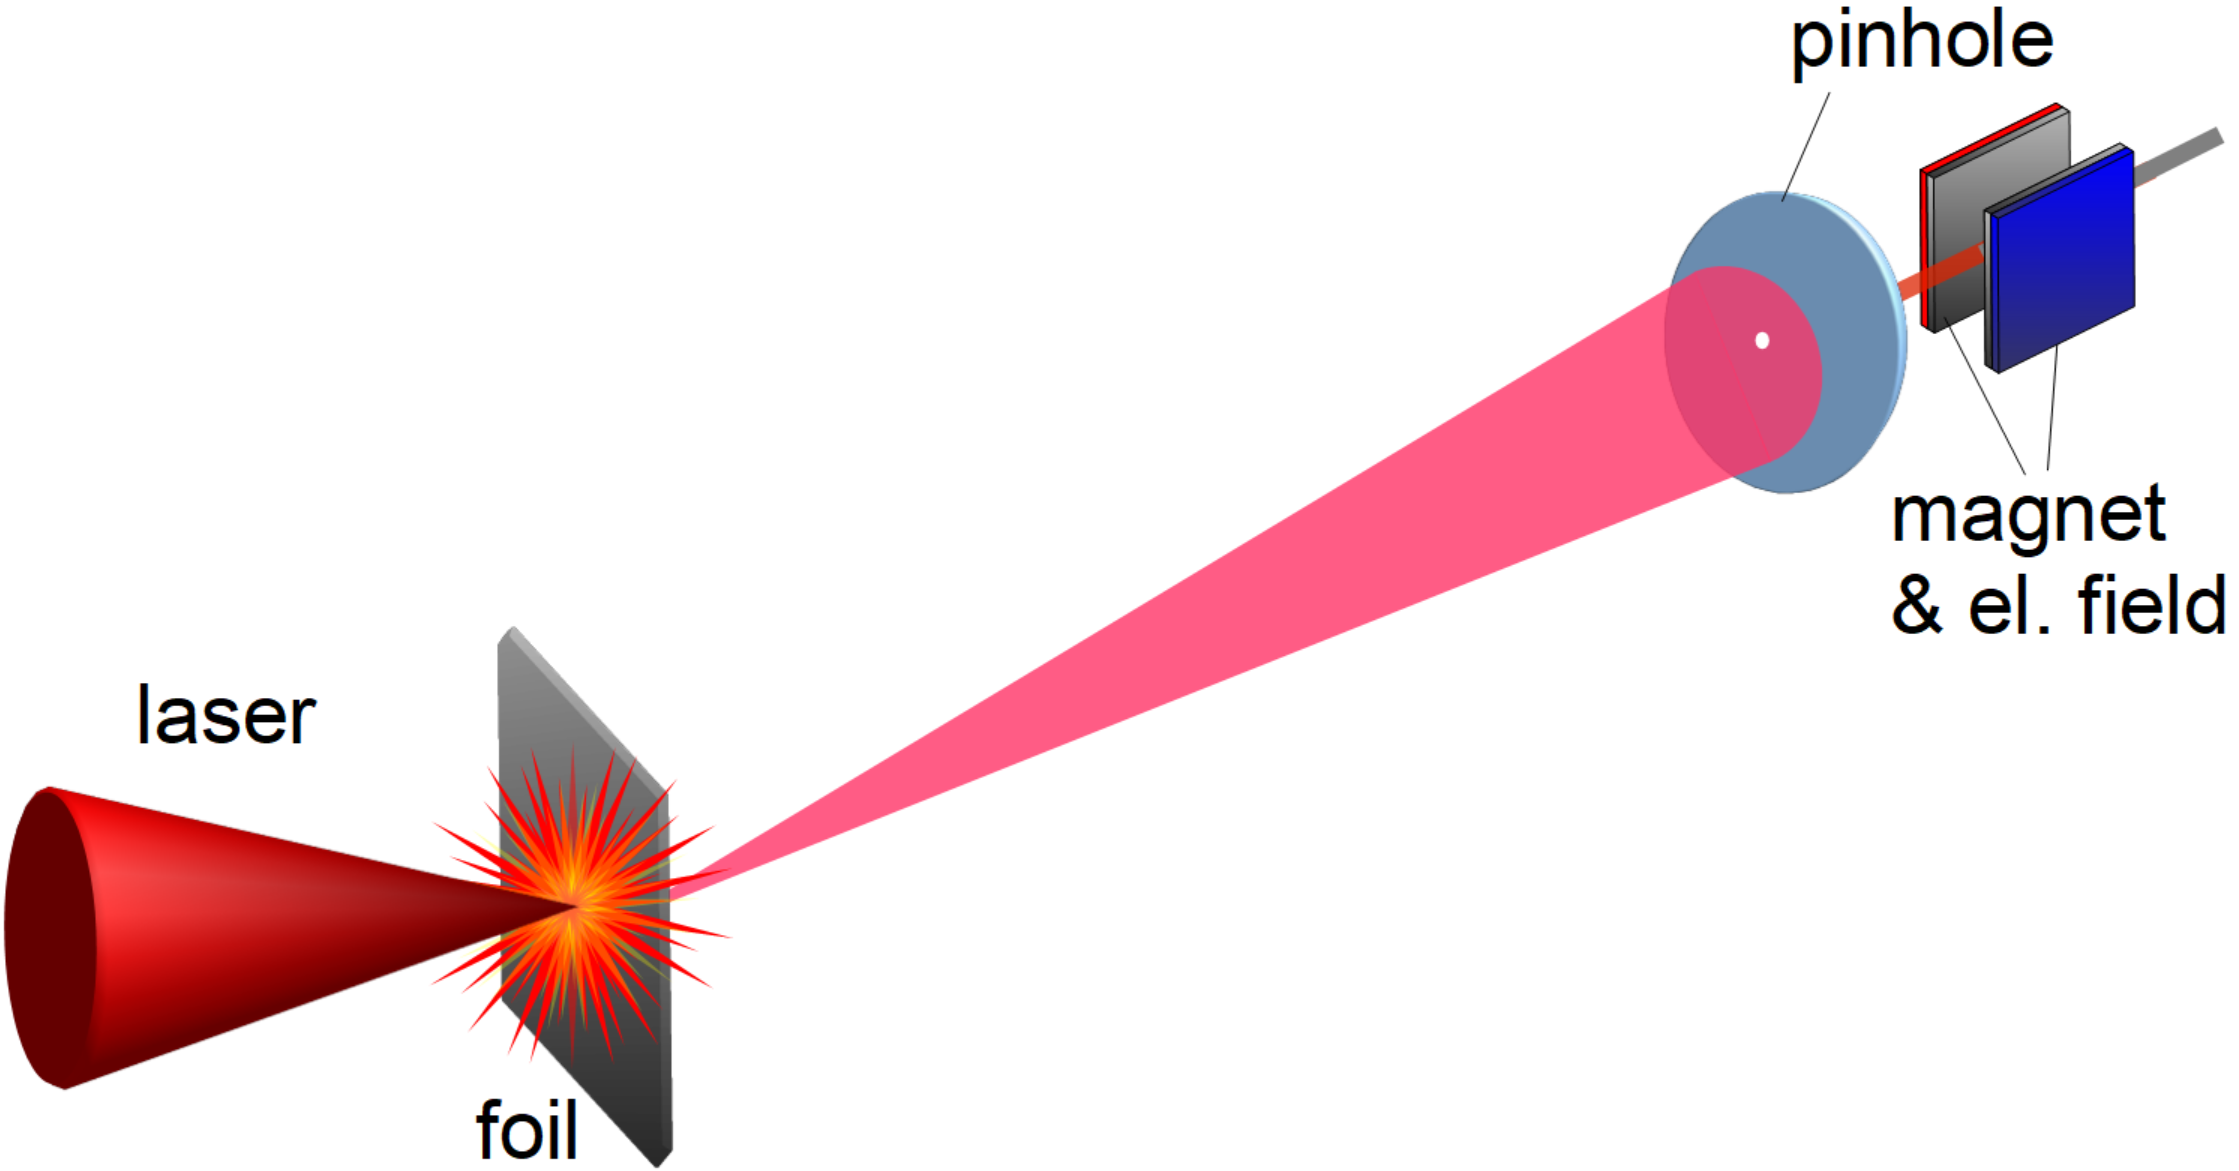 pinhole
magnet
& el. field
laser
foil